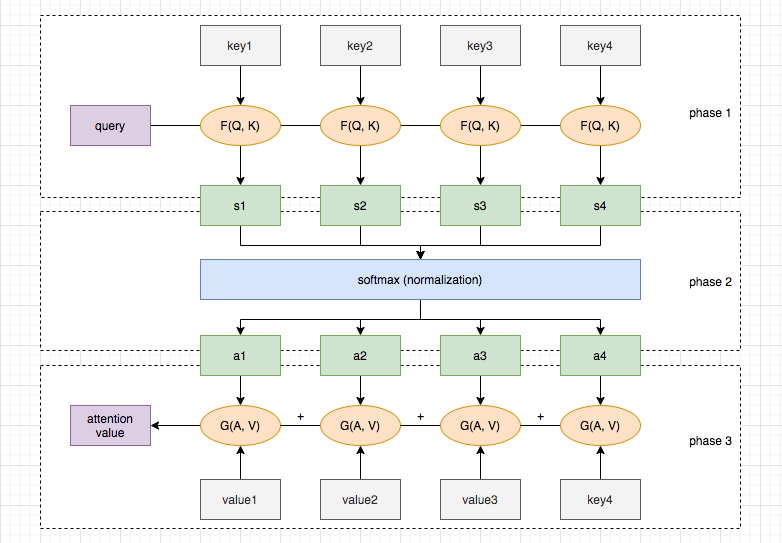 key1 key2 key3 key4
query F(Q, K) F(Q, K) F(Q, K) F(Q, K) phase 1
s1 s2 s3 s4
softmax (normalization) phase 2
a1 a2 a3 a4
attention
value
G(A, V) + G(A, V) + G(A, V) + G(A, V) phase 3
value1 value2 value3 key4